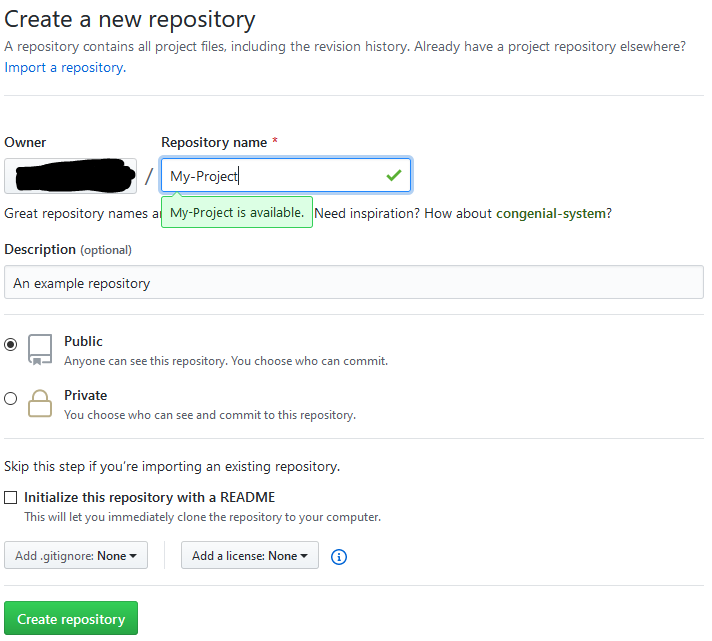 Create a new repository
A repository contains all project files, including the revision history. Already have a project repository elsewhere?
Import a repository.
Owner
Repository name *
/
My-Project
My-Project is available.
Great repository names Need inspiration? How about congenial-system?
Description (optional)
An example repository
Public
Anyone can see this repository. You choose who can commit.
Private
You choose who can see and commit to this repository.
Skip this step if you're importing an existing repository.
Initialize this repository with a README
This will let you immediately clone the repository to your computer.
Add .gitignore: None
Add a license: None
Create repository